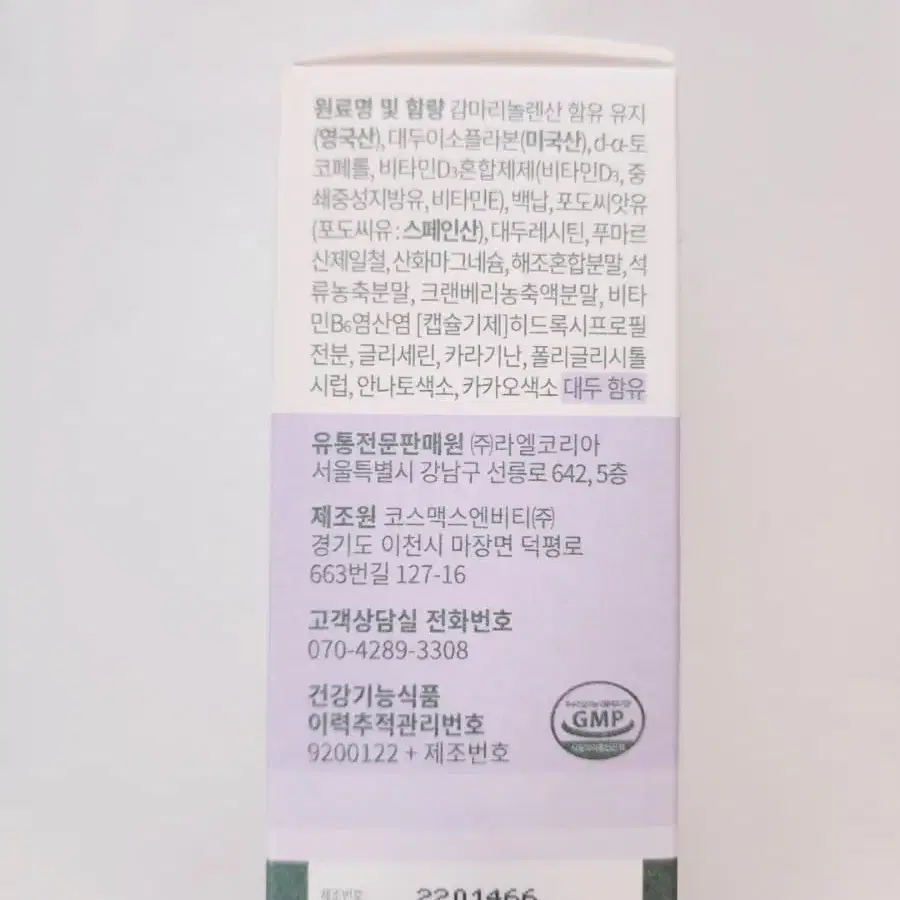 원료명 및 함량 감마리놀렌산 함유 유지
(영국산), 대두이소플라본(미국산), d-α-토
코페롤, 비타민D₃혼합제제(비타민D₃, 중
쇄중성지방유, 비타민E), 백납, 포도씨앗유
(포도씨유 : 스페인산), 대두레시틴, 푸마르
산제일철, 산화마그네슘, 해조혼합분말, 석
류농축분말, 크랜베리농축액분말, 비타
민B₆염산염 [캡슐기제]히드록시프로필
전분, 글리세린, 카라기난, 폴리글리시톨
시럽, 안나토색소, 카카오색소 대두 함유
유통전문판매원 ㈜라엘코리아
서울특별시 강남구 선릉로 642, 5층
제조원 코스맥스엔비티㈜
경기도 이천시 마장면 덕평로
663번길 127-16
고객상담실 전화번호
070-4289-3308
건강기능식품
이력추적관리번호
9200122 + 제조번호
GMP
제조번호 2201466